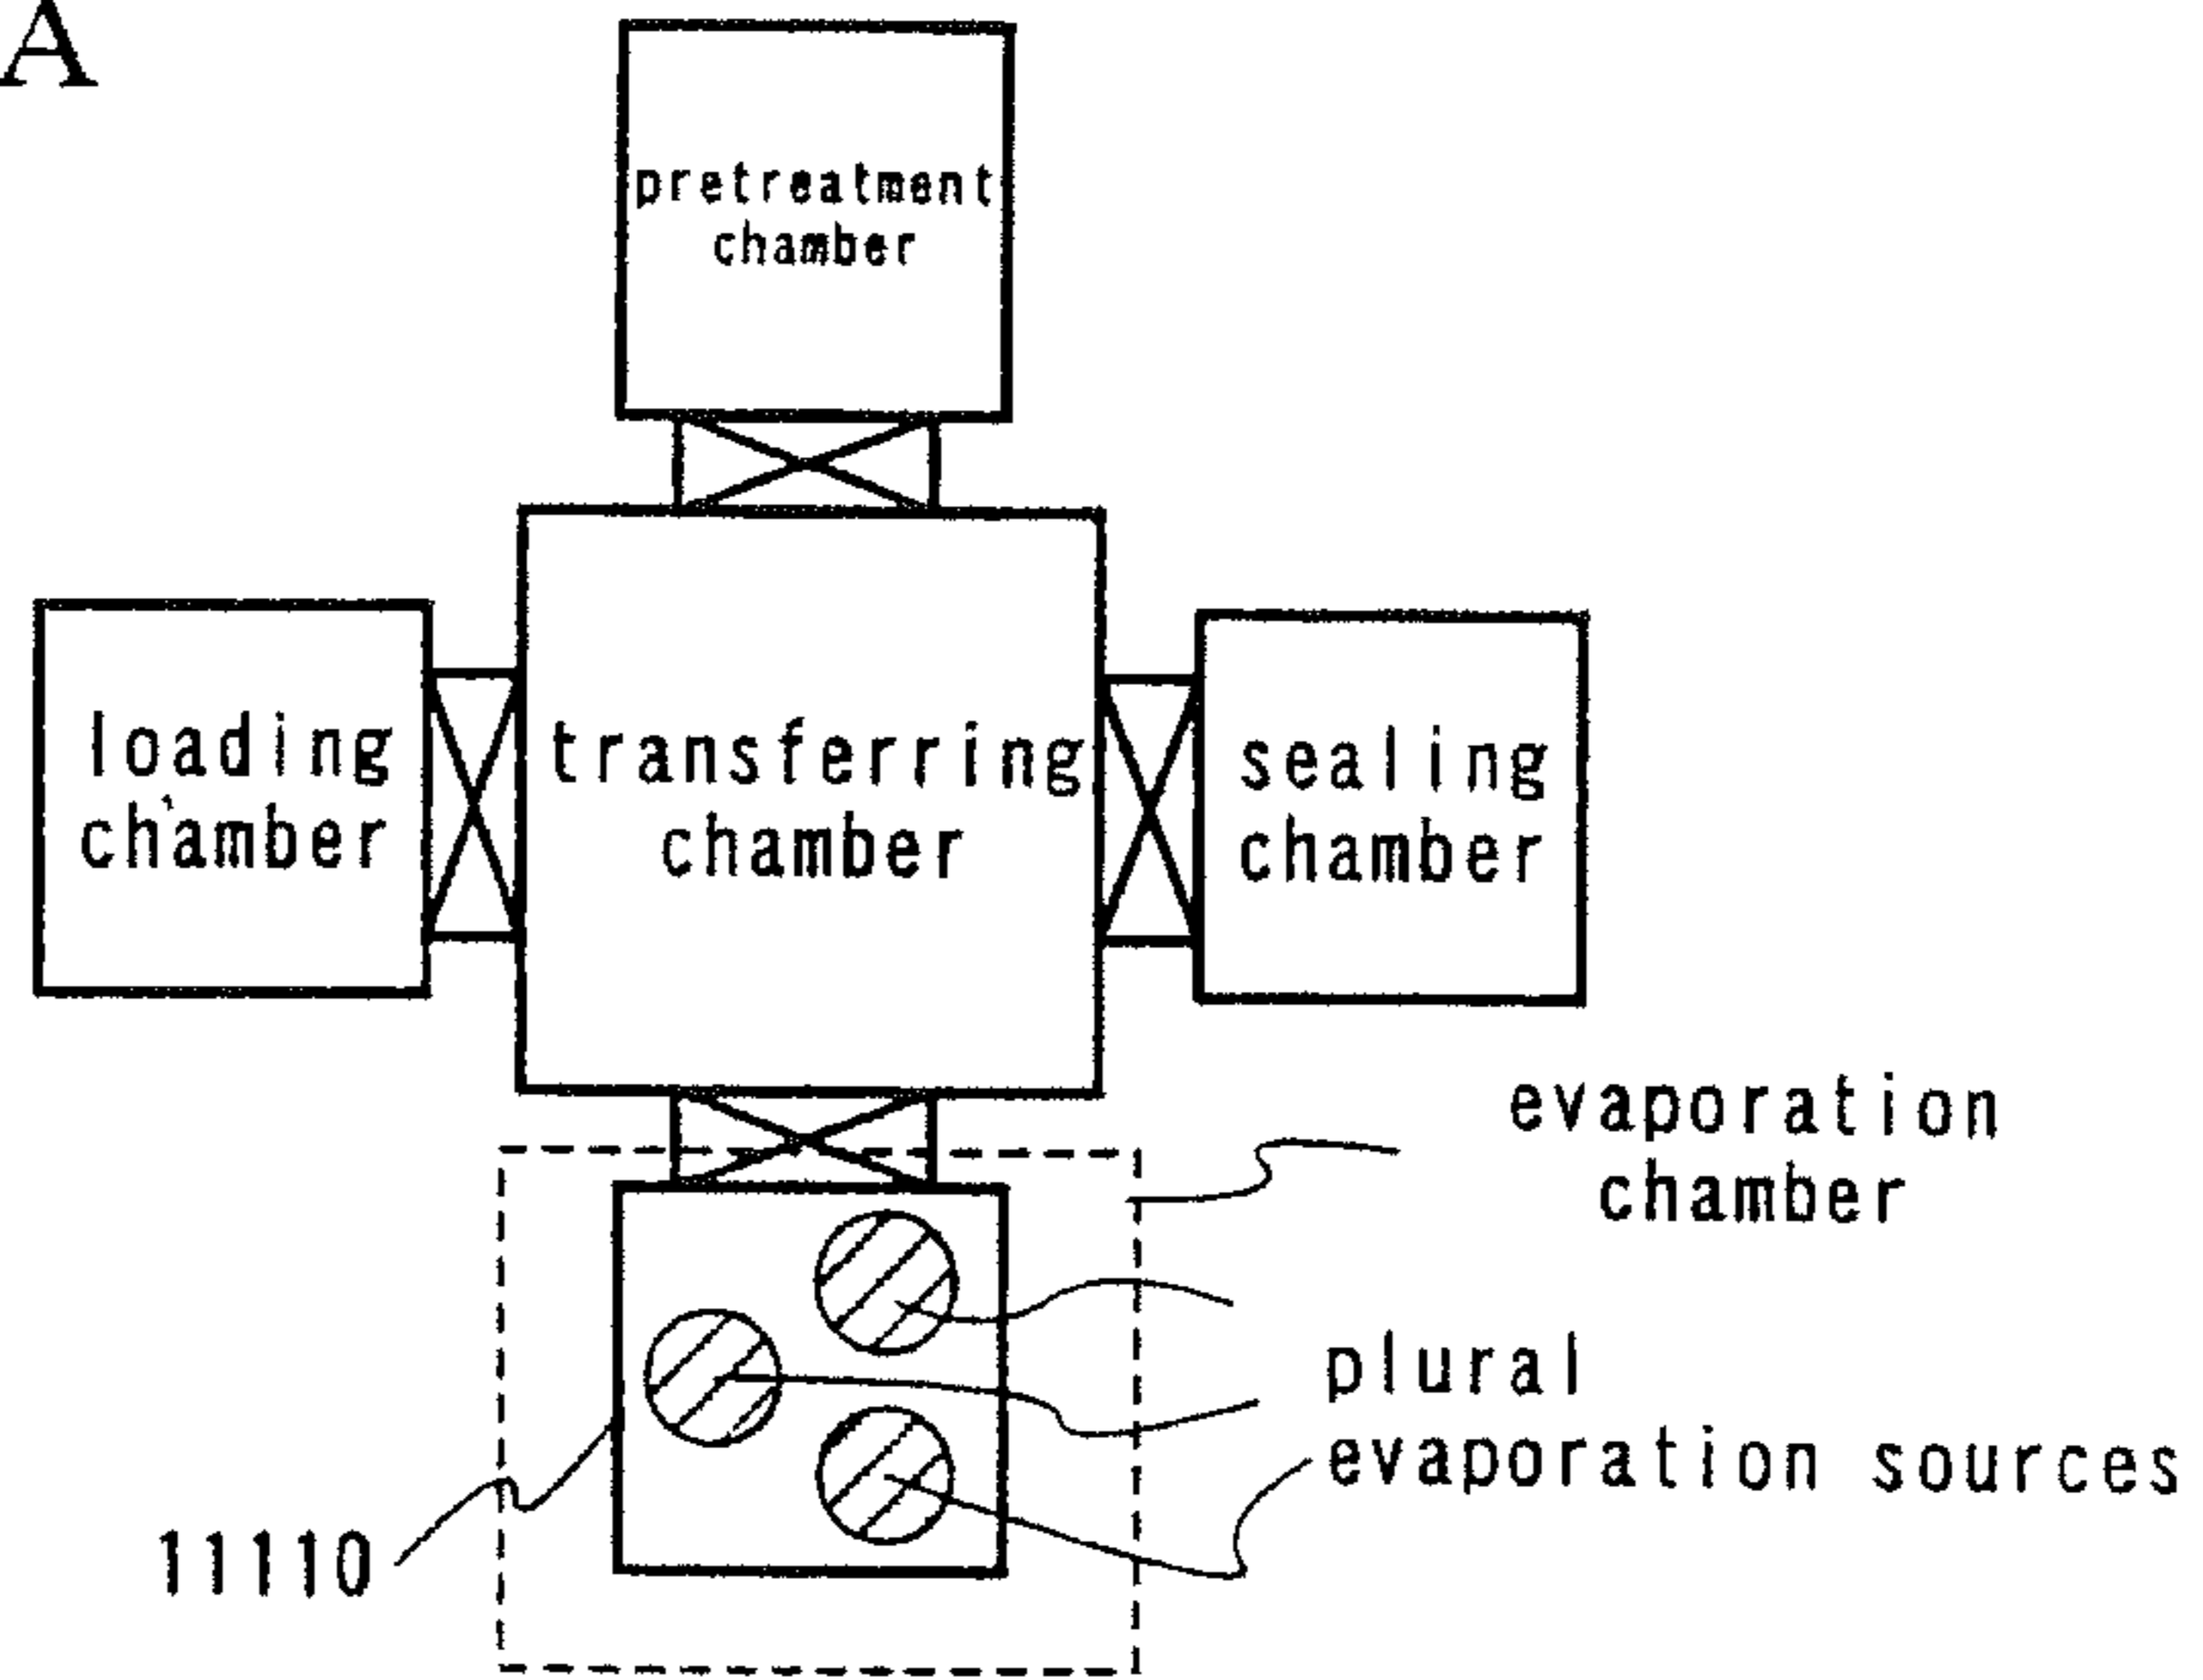 A
pretreatment
chamber
loading
chamber
transferring
chamber
sealing
chamber
evaporation
chamber
plural
evaporation sources
11110